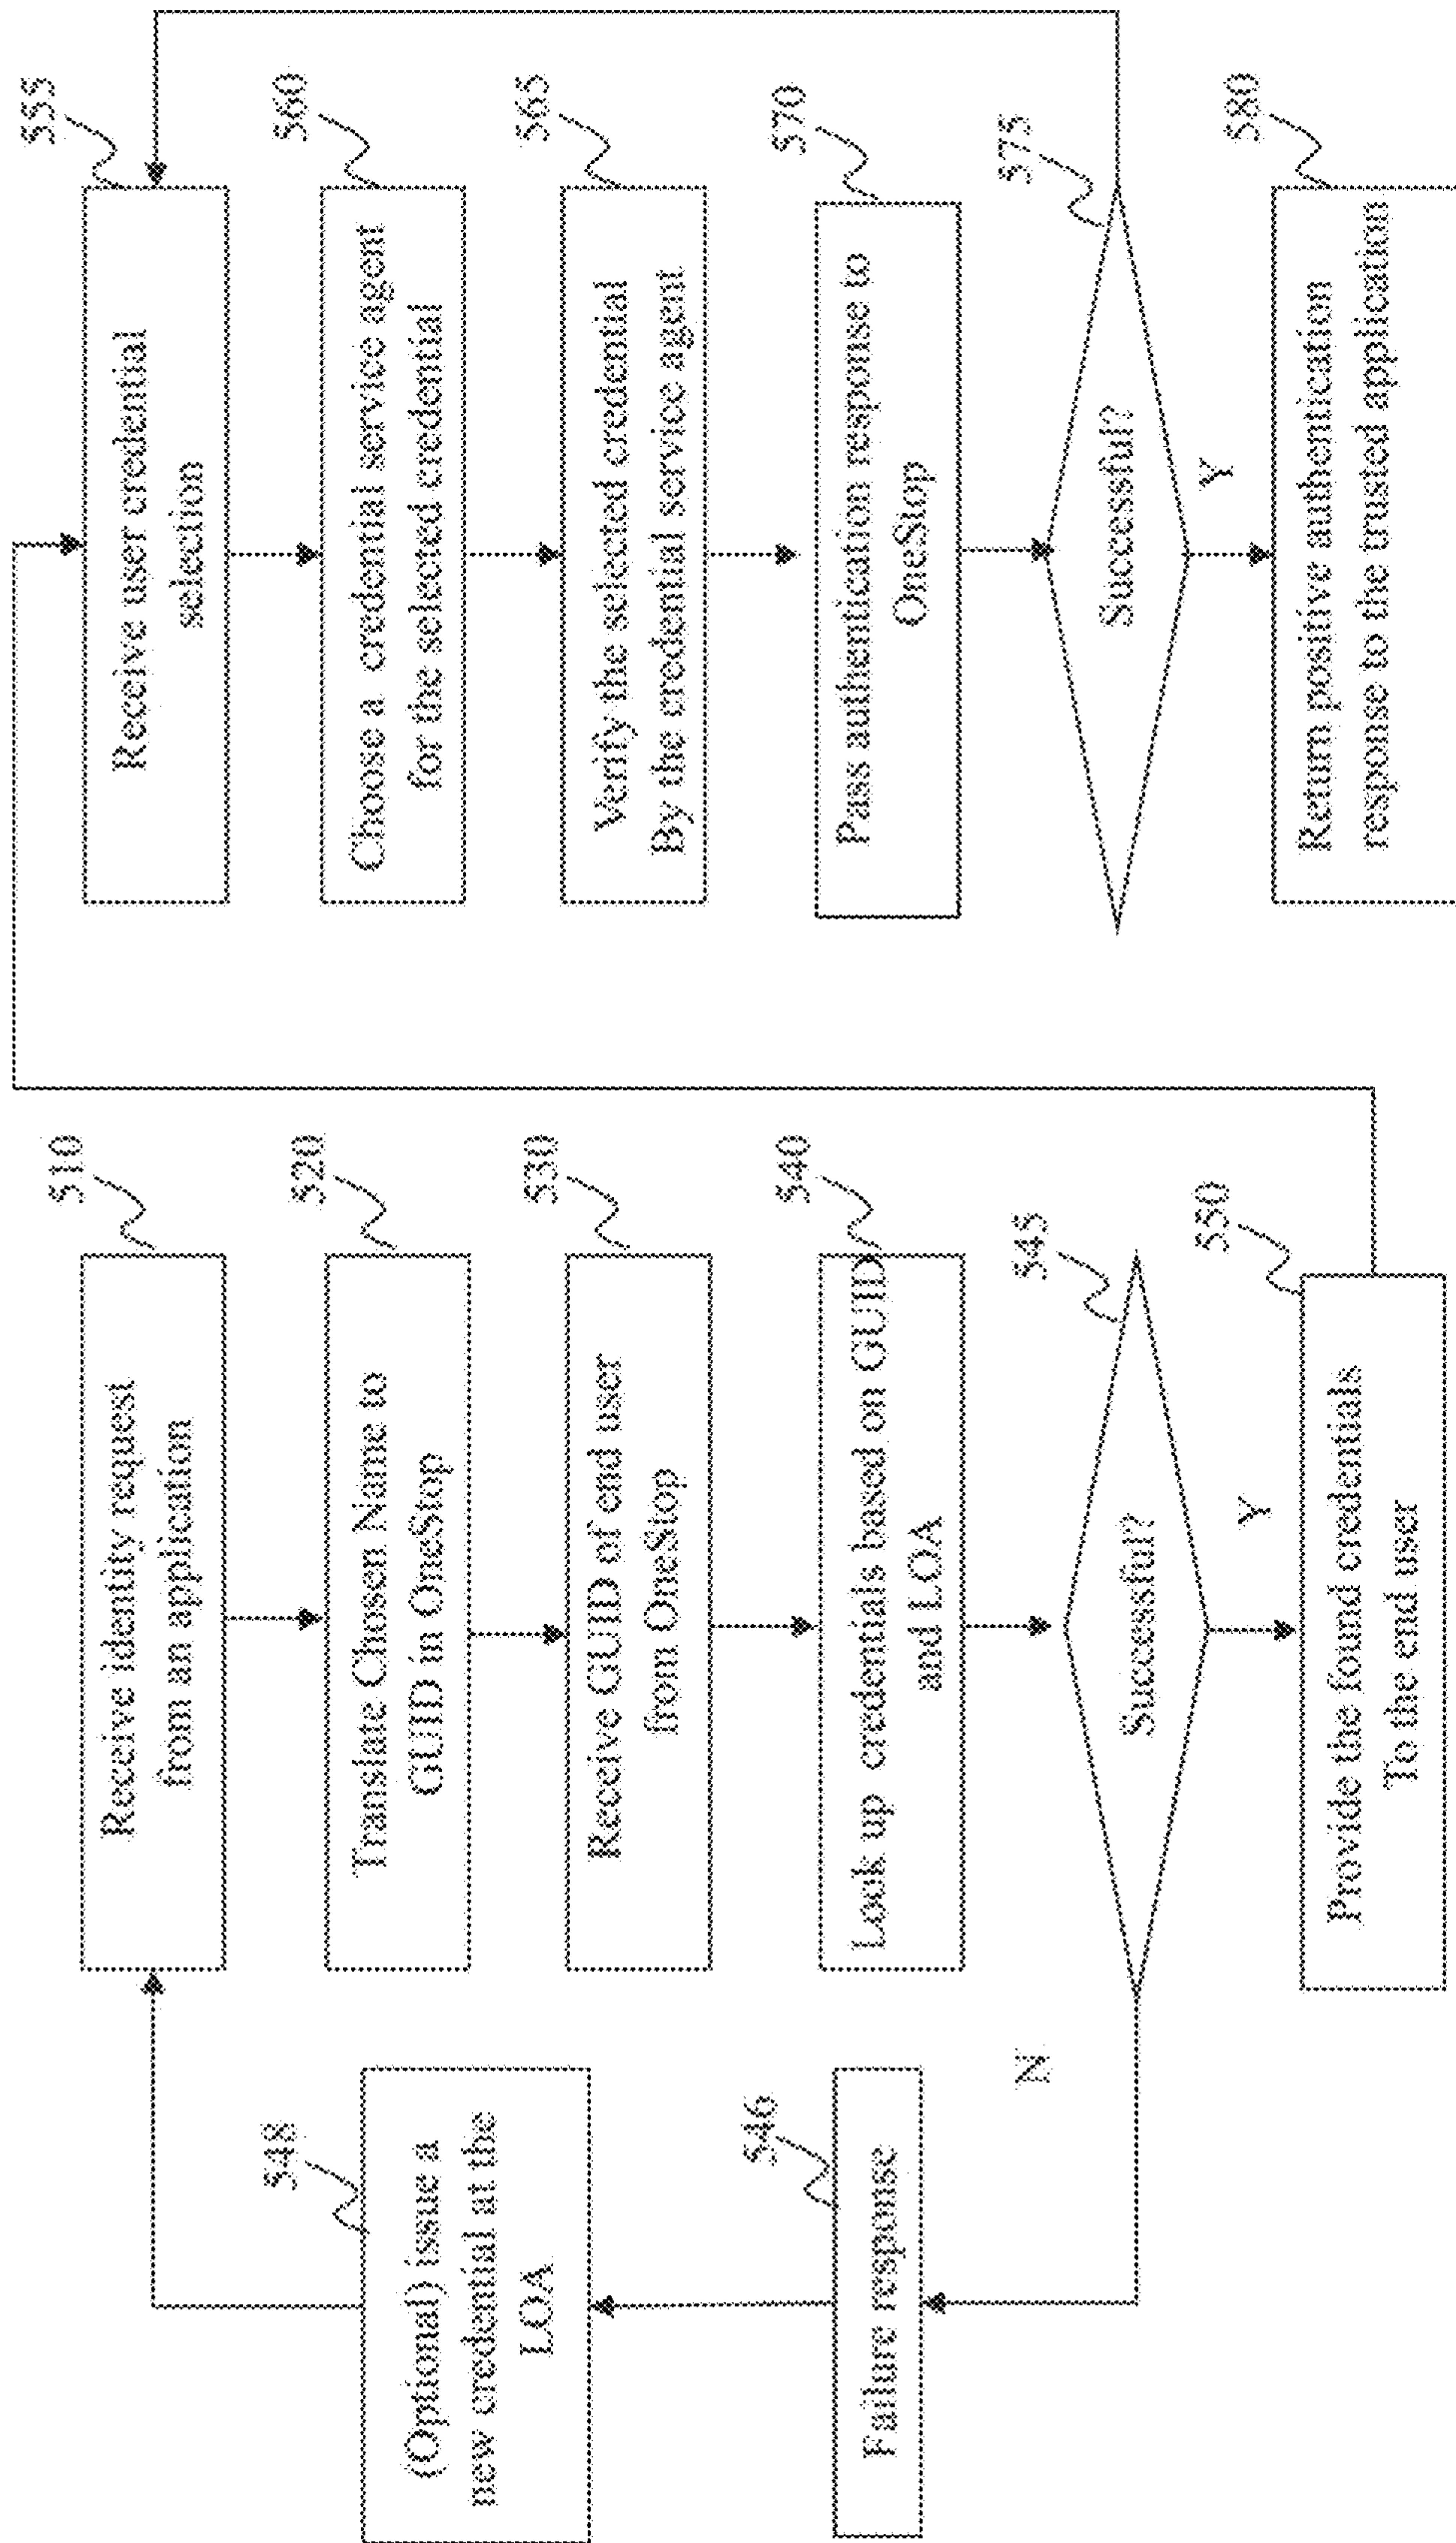 (Optional) issue a
new credential at the
LOA
548
Failure response
546
N
Receive identity request
from an application
510
Translate Chosen Name to
GUID in OneStop
520
Receive GUID of end user
from OneStop
530
Look up credentials based on GUID
and LOA
540
Successful?
545
Y
Provide the found credentials
To the end user
550
Receive user credential
selection
555
Choose a credential service agent
for the selected credential
560
Verify the selected credential
By the credential service agent
565
Pass authentication response to
OneStop
570
Successful?
575
Y
Return positive authentication
response to the trusted application
580